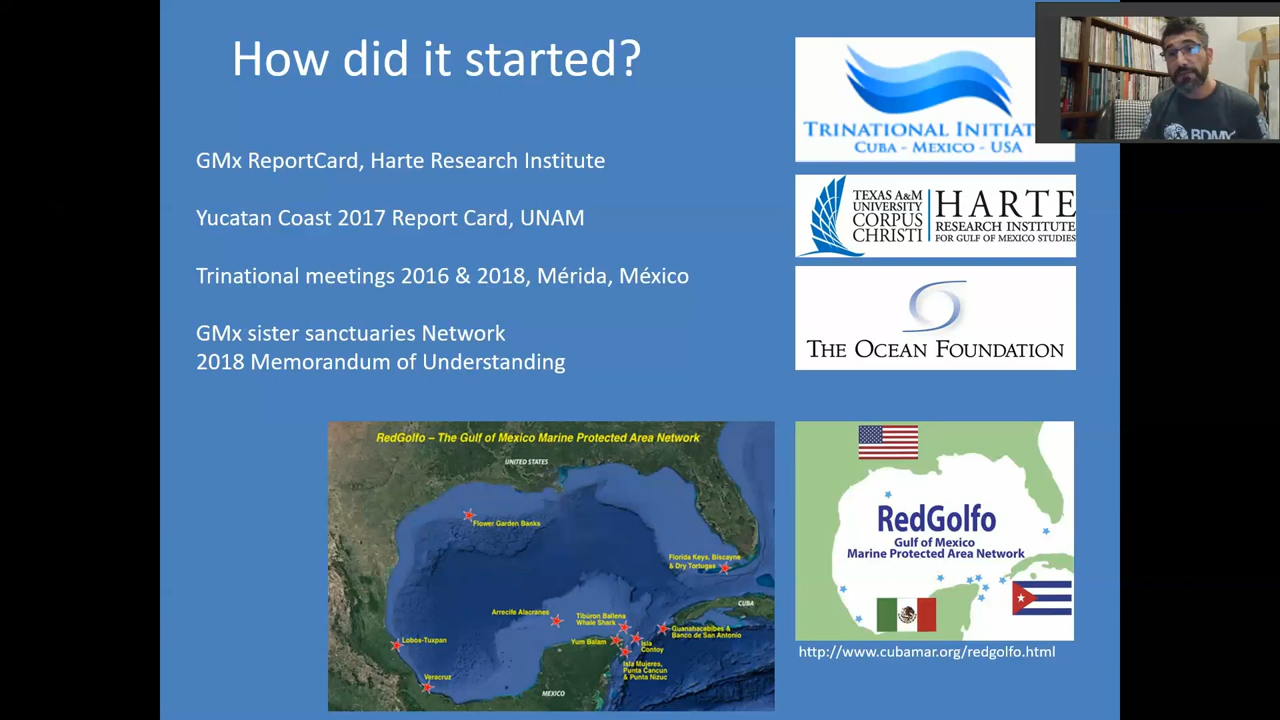 How did it started?
GMx ReportCard, Harte Research Institute
Yucatan Coast 2017 Report Card, UNAM
Trinational meetings 2016 & 2018, Mérida, México
GMx sister sanctuaries Network
2018 Memorandum of Understanding
TRINATIONAL INITIAT
CUBA - MEXICO - USA
BDMY
TEXAS A&M
UNIVERSITY
CORPUS
CHRISTI
HARTE
RESEARCH INSTITUTE
FOR GULF OF MEXICO STUDIES
THE OCEAN FOUNDATION
RedGolfo – The Gulf of Mexico Marine Protected Area Network
UNITED STATES
Flower Garden Banks
Florida Keys, Biscayne
& Dry Tortugas
CUBA
Arrecife Alacranes
Tiburon Ballena
Whale Shark
Guanahacebibes &
Banco de San Antonio
Yum Balam
Isla
Contoy
Lobos-Tuxpan
Isla Mujeres,
Punta Cancun
& Punta Nizuc
Veracruz
MEXICO
RedGolfo
Gulf of Mexico
Marine Protected Area Network
http://www.cubamar.org/redgolfo.html